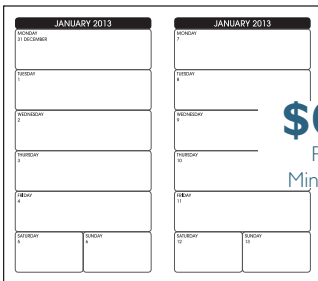 JANUARY 2013
MONDAY
31 DECEMBER
TUESDAY
1
WEDNESDAY
2
THURSDAY
3
FRIDAY
4
SATURDAY
5
SUNDAY
6
JANUARY 2013
MONDAY
7
TUESDAY
8
WEDNESDAY
9
THURSDAY
10
FRIDAY
11
SATURDAY
12
SUNDAY
13
Min